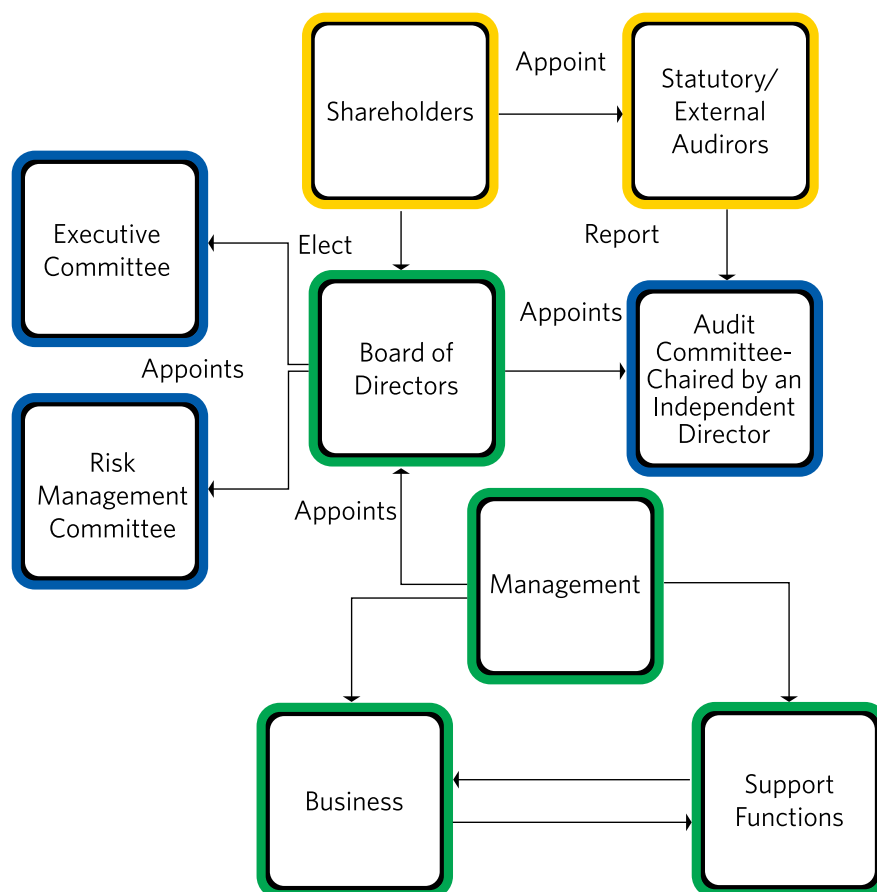 Shareholders
Appoint
Statutory/
External
Audirors
Executive
Committee
Elect
Report
Board of
Directors
Appoints
Audit
Committee-
Chaired by an
Independent
Director
Appoints
Risk
Management
Committee
Appoints
Management
Business
Support
Functions